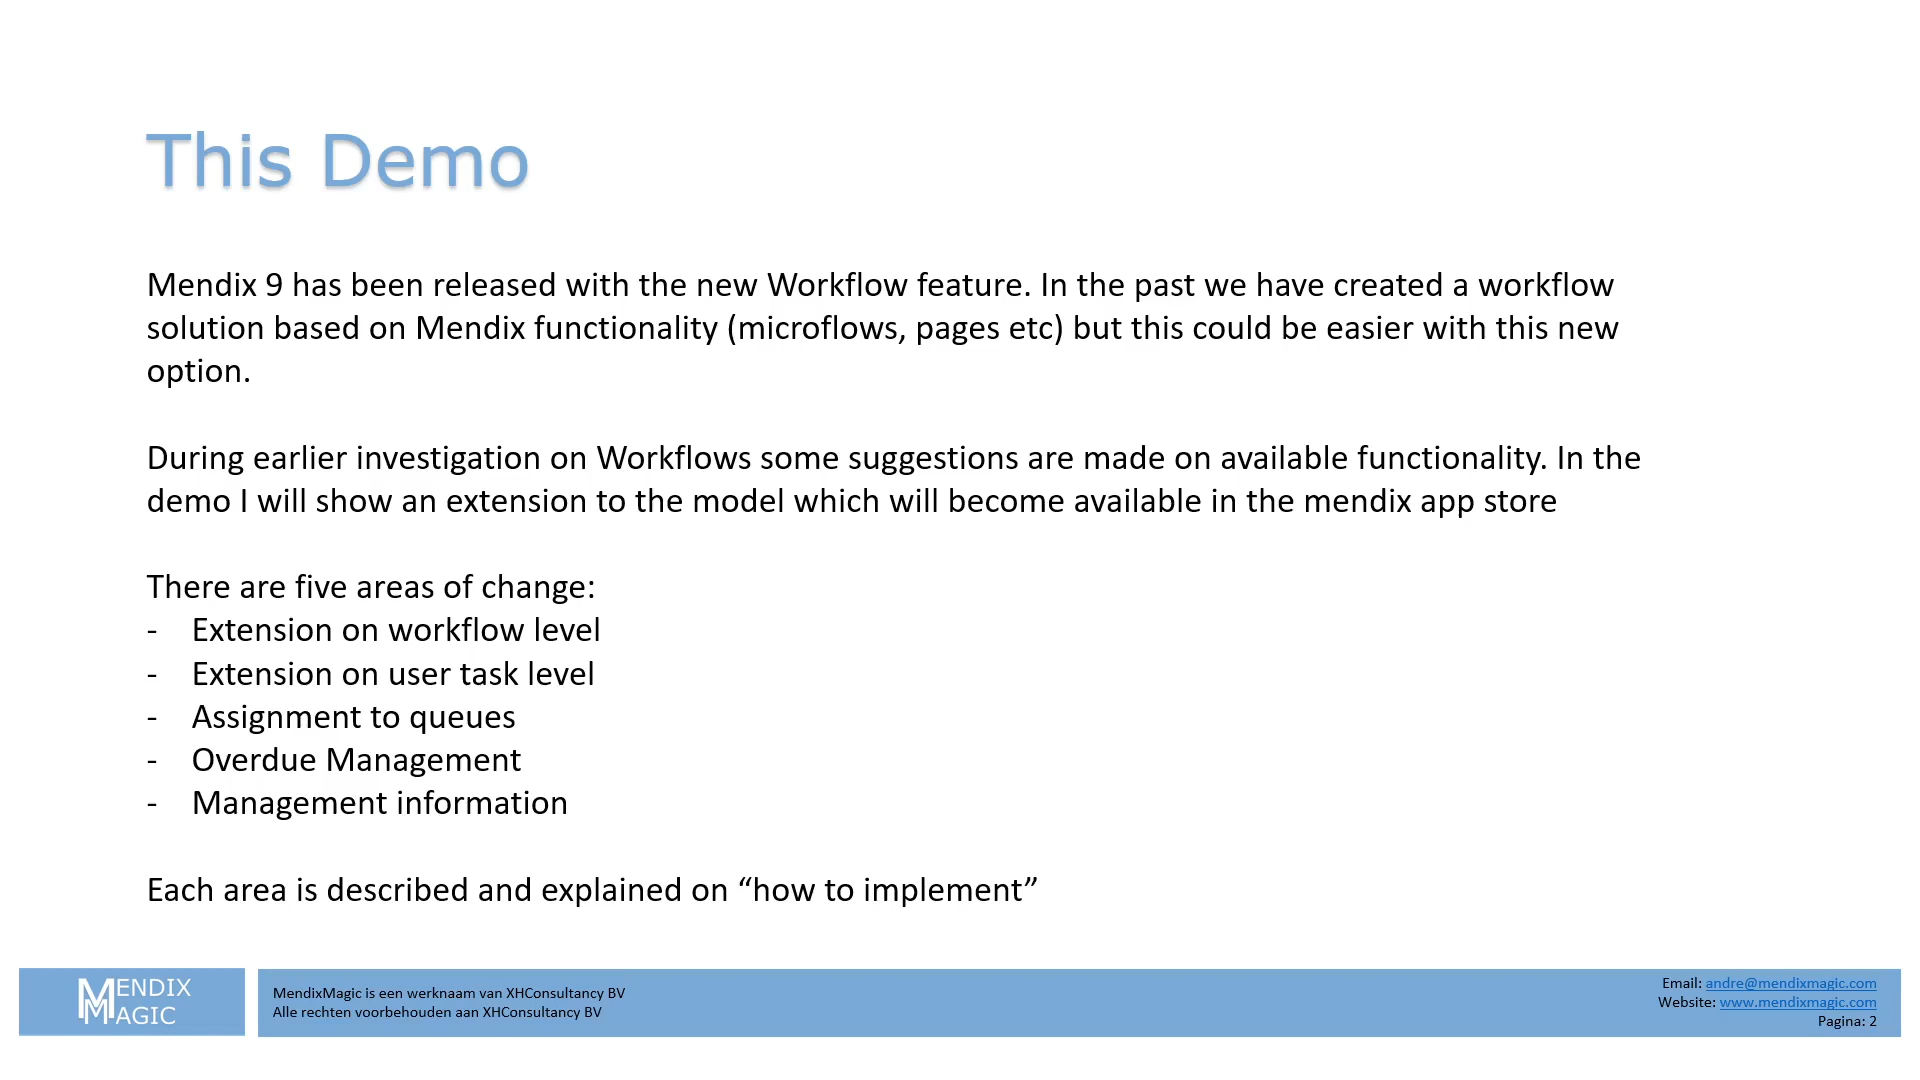 This Demo
Mendix 9 has been released with the new Workflow feature. In the past we have created a workflow
solution based on Mendix functionality (microflows, pages etc) but this could be easier with this new
option.
During earlier investigation on Workflows some suggestions are made on available functionality. In the
demo I will show an extension to the model which will become available in the mendix app store
There are five areas of change:
- Extension on workflow level
- Extension on user task level
- Assignment to queues
- Overdue Management
- Management information
Each area is described and explained on “how to implement”
MENDIX
MAGIC
MendixMagic is een werknaam van XHConsultancy BV
Alle rechten voorbehouden aan XHConsultancy BV
Email: andre@mendixmagic.com
Website: www.mendixmagic.com
Pagina: 2